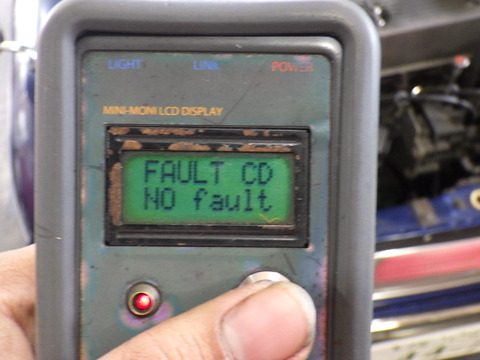 LIGHT LINK POWER
MINI-MONI LCD DISPLAY
FAULT CD
NO fault